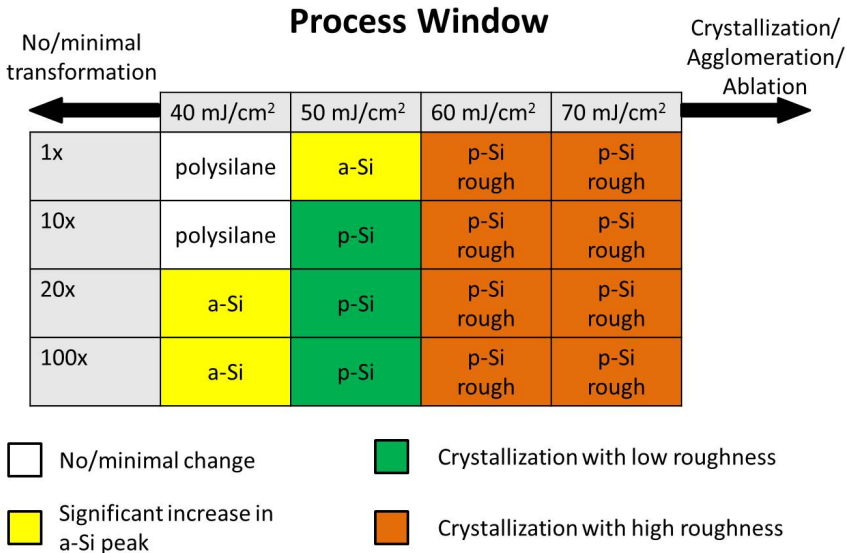 Process Window
No/minimal
transformation
Crystallization/
Agglomeration/
Ablation
40 mJ/cm²
50 mJ/cm²
60 mJ/cm²
70 mJ/cm²
1x
polysilane
a-Si
p-Si
rough
p-Si
rough
10x
polysilane
p-Si
p-Si
rough
p-Si
rough
20x
a-Si
p-Si
p-Si
rough
p-Si
rough
100x
a-Si
p-Si
p-Si
rough
p-Si
rough
No/minimal change
Crystallization with low roughness
Significant increase in
a-Si peak
Crystallization with high roughness